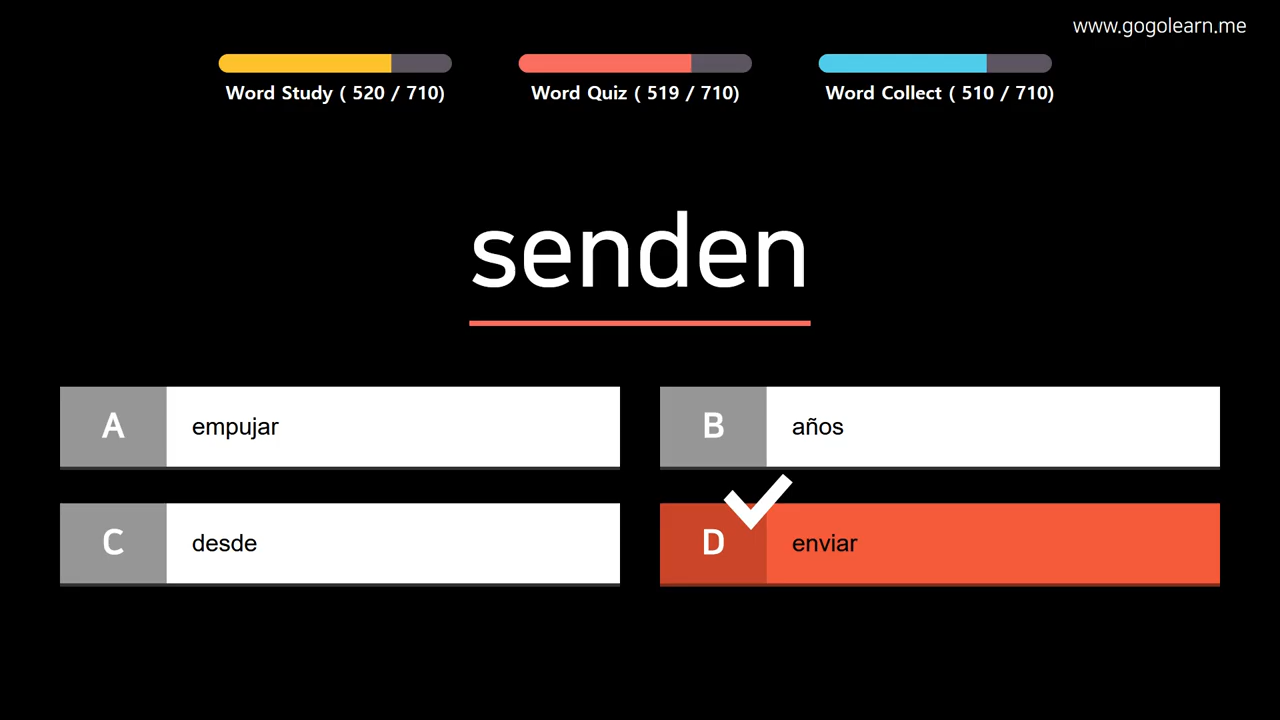 www.gogolearn.me
Word Study ( 520 / 710)
Word Quiz ( 519 / 710)
Word Collect ( 510 / 710)
senden
A
empujar
B
años
C
desde
D
enviar